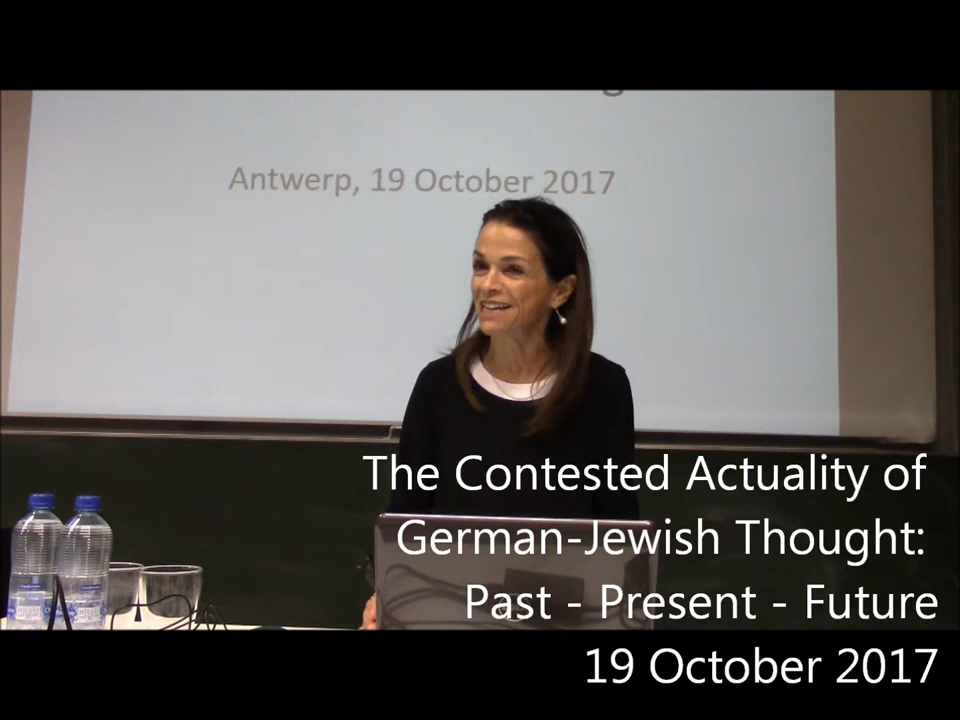 Antwerp, 19 October 2017
The Contested Actuality of
German-Jewish Thought:
Past - Present - Future
19 October 2017